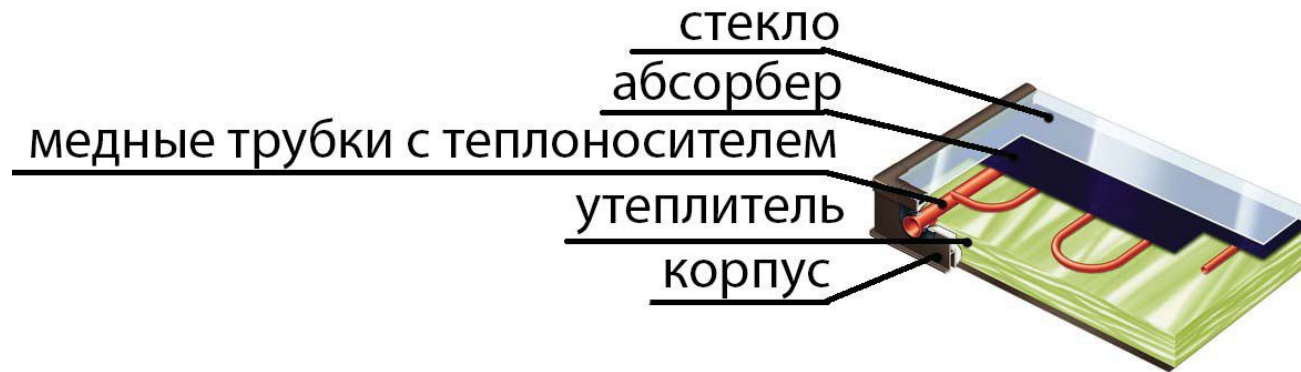 стекло
абсорбер
медные трубки с теплоносителем
утеплитель
корпус